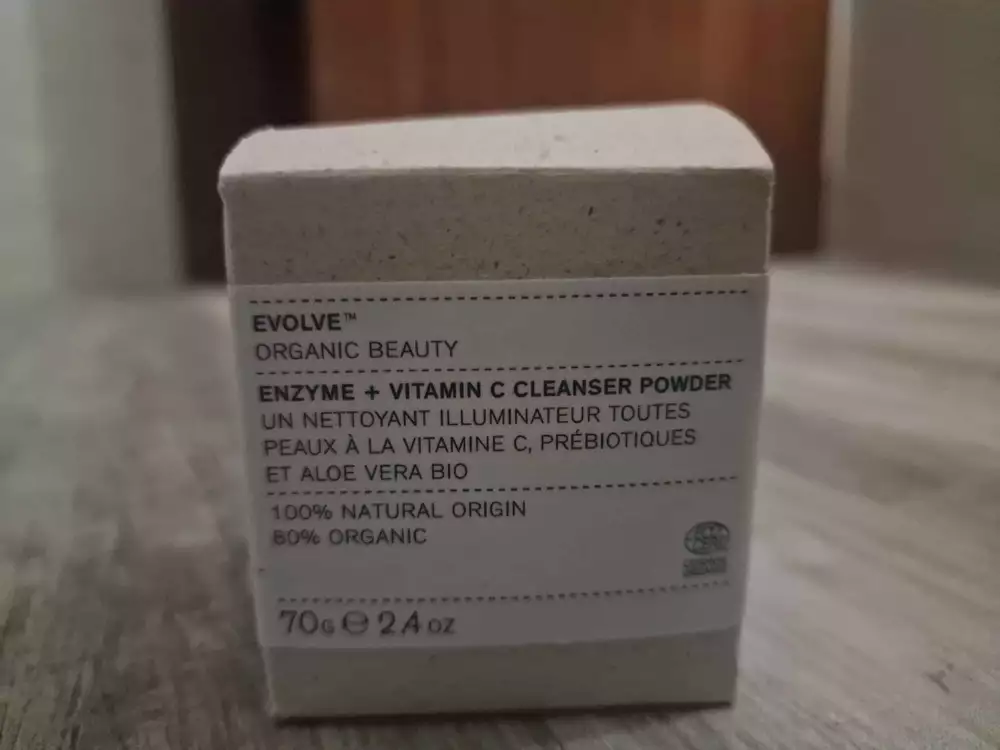 EVOLVE™
ORGANIC BEAUTY
ENZYME + VITAMIN C CLEANSER POWDER
UN NETTOYANT ILLUMINATEUR TOUTES
PEAUX À LA VITAMINE C, PRÉBIOTIQUES
ET ALOE VERA BIO
100% NATURAL ORIGIN
80% ORGANIC
70G ℮ 2.4 OZ